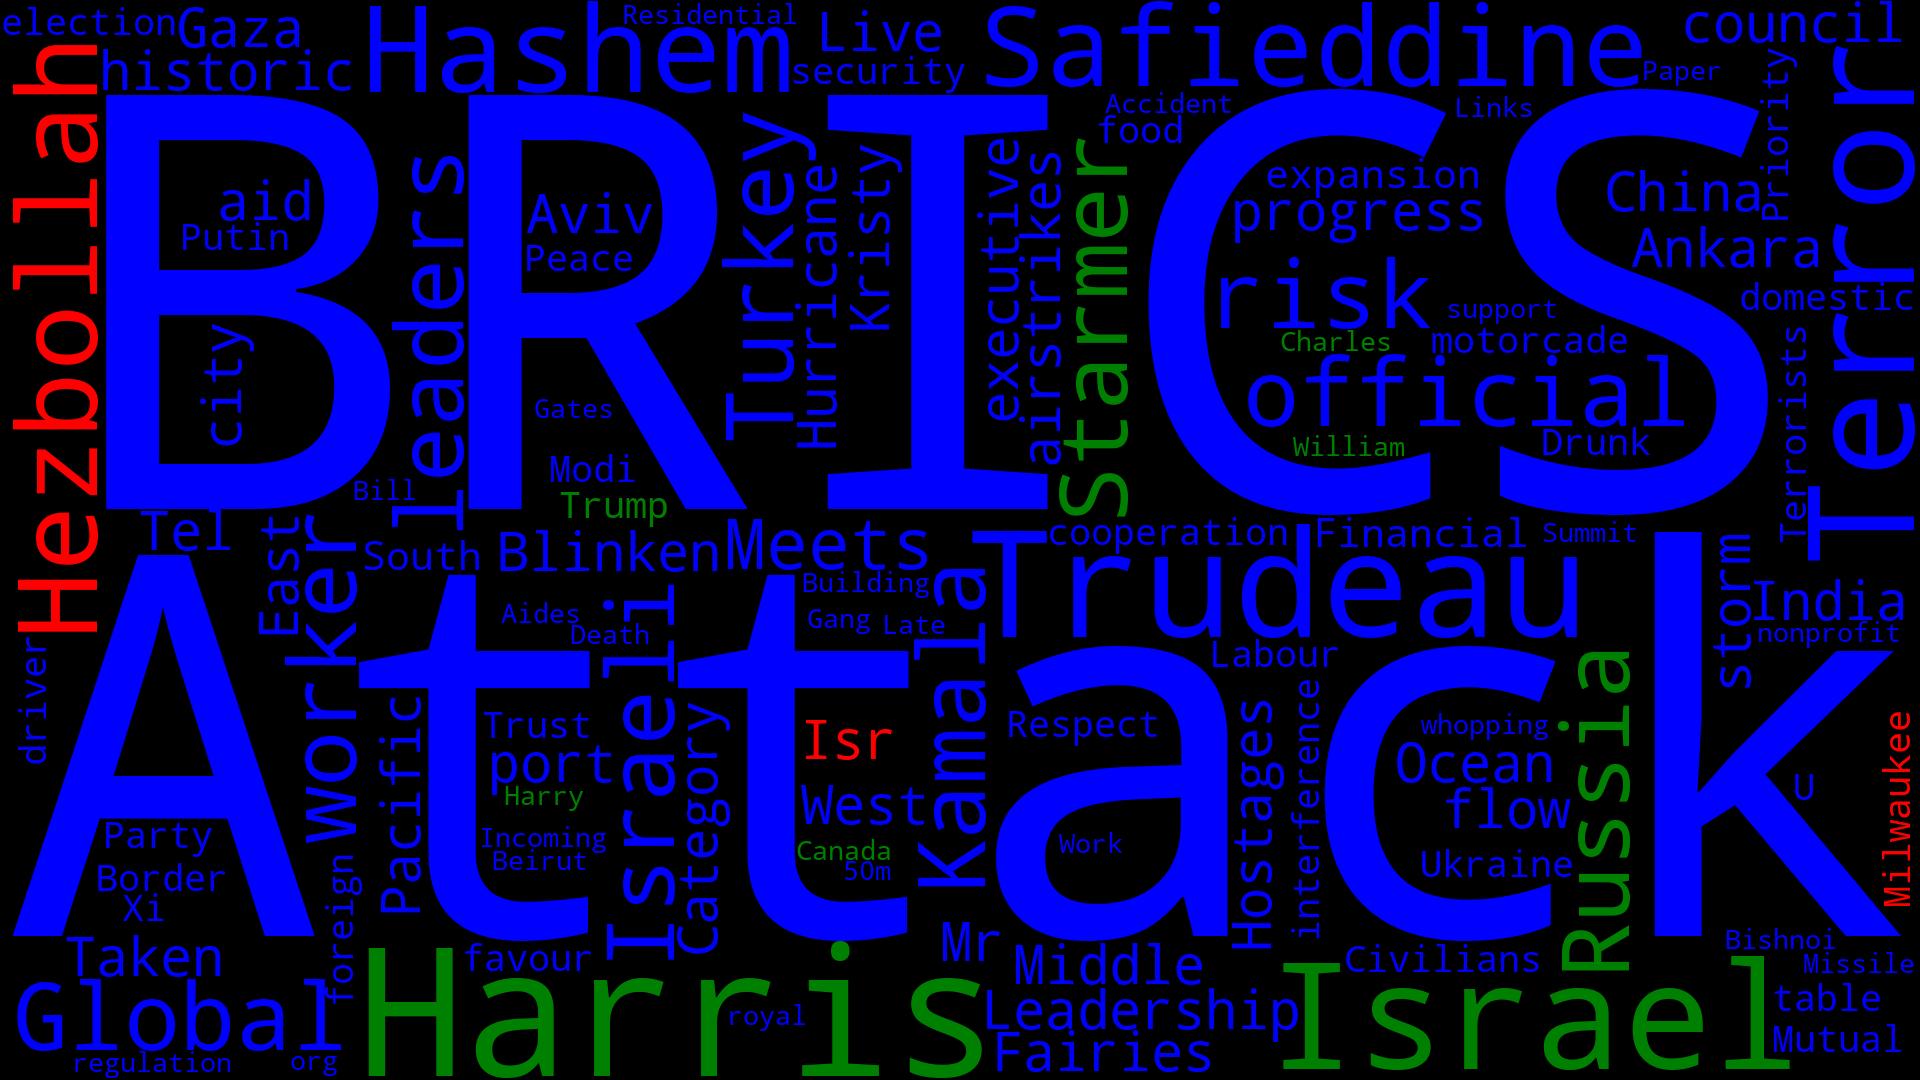 election Gaza Hashem Residential Live Safieddine council
historic security Paper
Hezbollah BRICS Terror
Accident Links Priority
food
aid Putin leaders Aviv Peace Turkey Hurricane Kristy executive airstrikes Starmer expansion progress China Ankara
city risk support domestic
Charles motorcade Terrorists
Gates official
Modi William Drunk
Bill Trump
Tel East Worker South Blinken Meets Trudeau cooperation Financial Summit storm India
Attack
Building
Aides Death Gang Late Kamala nonprofit
driver Israeli Labour
Pacific Trust port Category Isr Respect Hostages interference whopping Ocean Russia Milwaukee
Harry West flow U
Party Incoming Beirut Canada 50m Work Ukraine
Border
Xi foreign
Taken favour Mr Middle Civilians Bishnoi Missile
Global Harris royal Leadership Israel table
regulation org Fairies Mutual